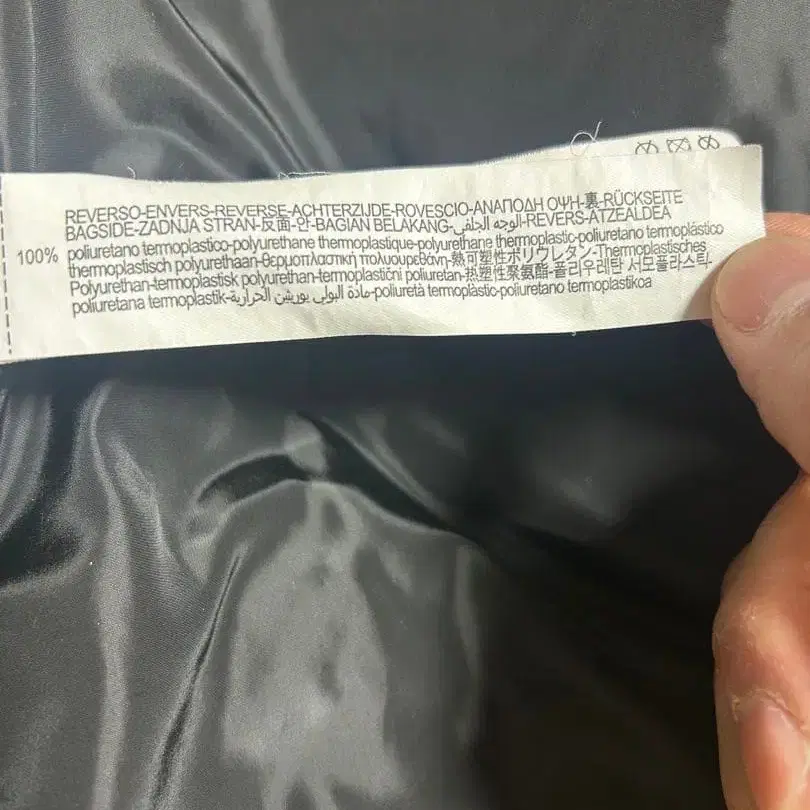 REVERSO-ENVERS-REVERSE-ACHTERZIJDE-ROVESCIO-ΑΝΑΠΟΔΗ ΟΨΗ-裏-RÜCKSEITE
BAGSIDE-ZADNJA STRAN-反面-안-BAGIAN BELAKANG-الوجه الخلفي-REVERS-ATZEALDEA
100% poliuretano termoplastico-polyurethane thermoplastique-polyurethane thermoplastic-poliuretano termoplástico
thermoplastisch polyurethaan-θερμοπλαστική πολυουρεθάνη-熱可塑性ポリウレタン-Thermoplastisches
Polyurethan-termoplastisk polyurethan-termoplastični poliuretan-热塑性聚氨酯-폴리우레탄 서모플라스틱-
poliuretana termoplastik-مادة البولي يوريثن الحرارية-poliuretà termoplàstic-poliuretano termoplastikoa